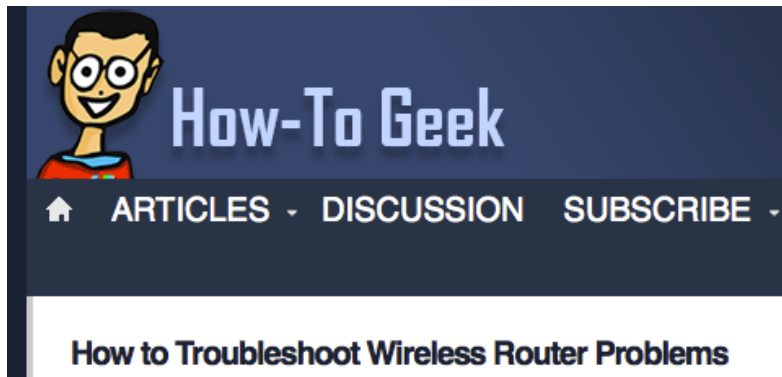 How-To Geek
ARTICLES DISCUSSION SUBSCRIBE
How to Troubleshoot Wireless Router Problems